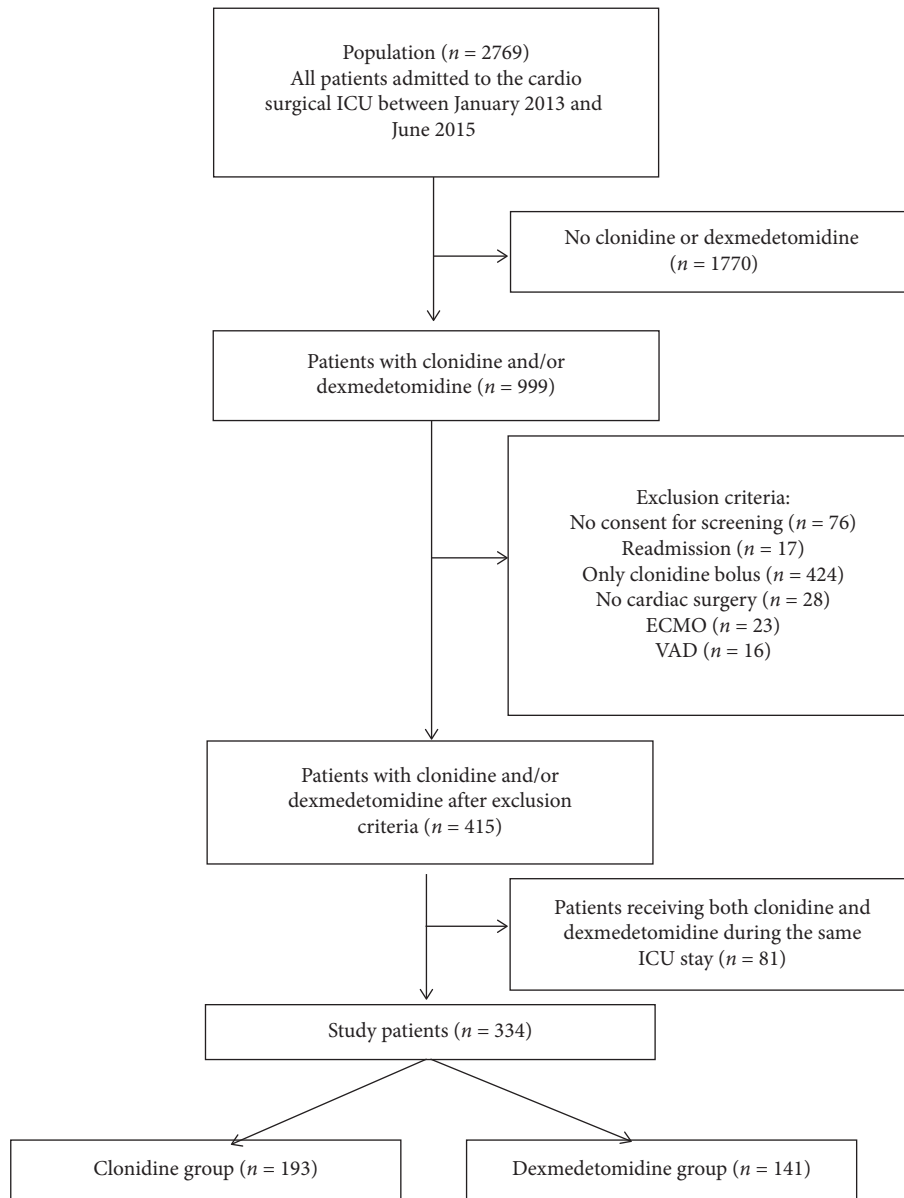 Population (n = 2769)
All patients admitted to the cardio
surgical ICU between January 2013 and
June 2015
No clonidine or dexmedetomidine
(n = 1770)
Patients with clonidine and/or
dexmedetomidine (n = 999)
Exclusion criteria:
No consent for screening (n = 76)
Readmission (n = 17)
Only clonidine bolus (n = 424)
No cardiac surgery (n = 28)
ECMO (n = 23)
VAD (n = 16)
Patients with clonidine and/or
dexmedetomidine after exclusion
criteria (n = 415)
Patients receiving both clonidine and
dexmedetomidine during the same
ICU stay (n = 81)
Study patients (n = 334)
Clonidine group (n = 193)
Dexmedetomidine group (n = 141)